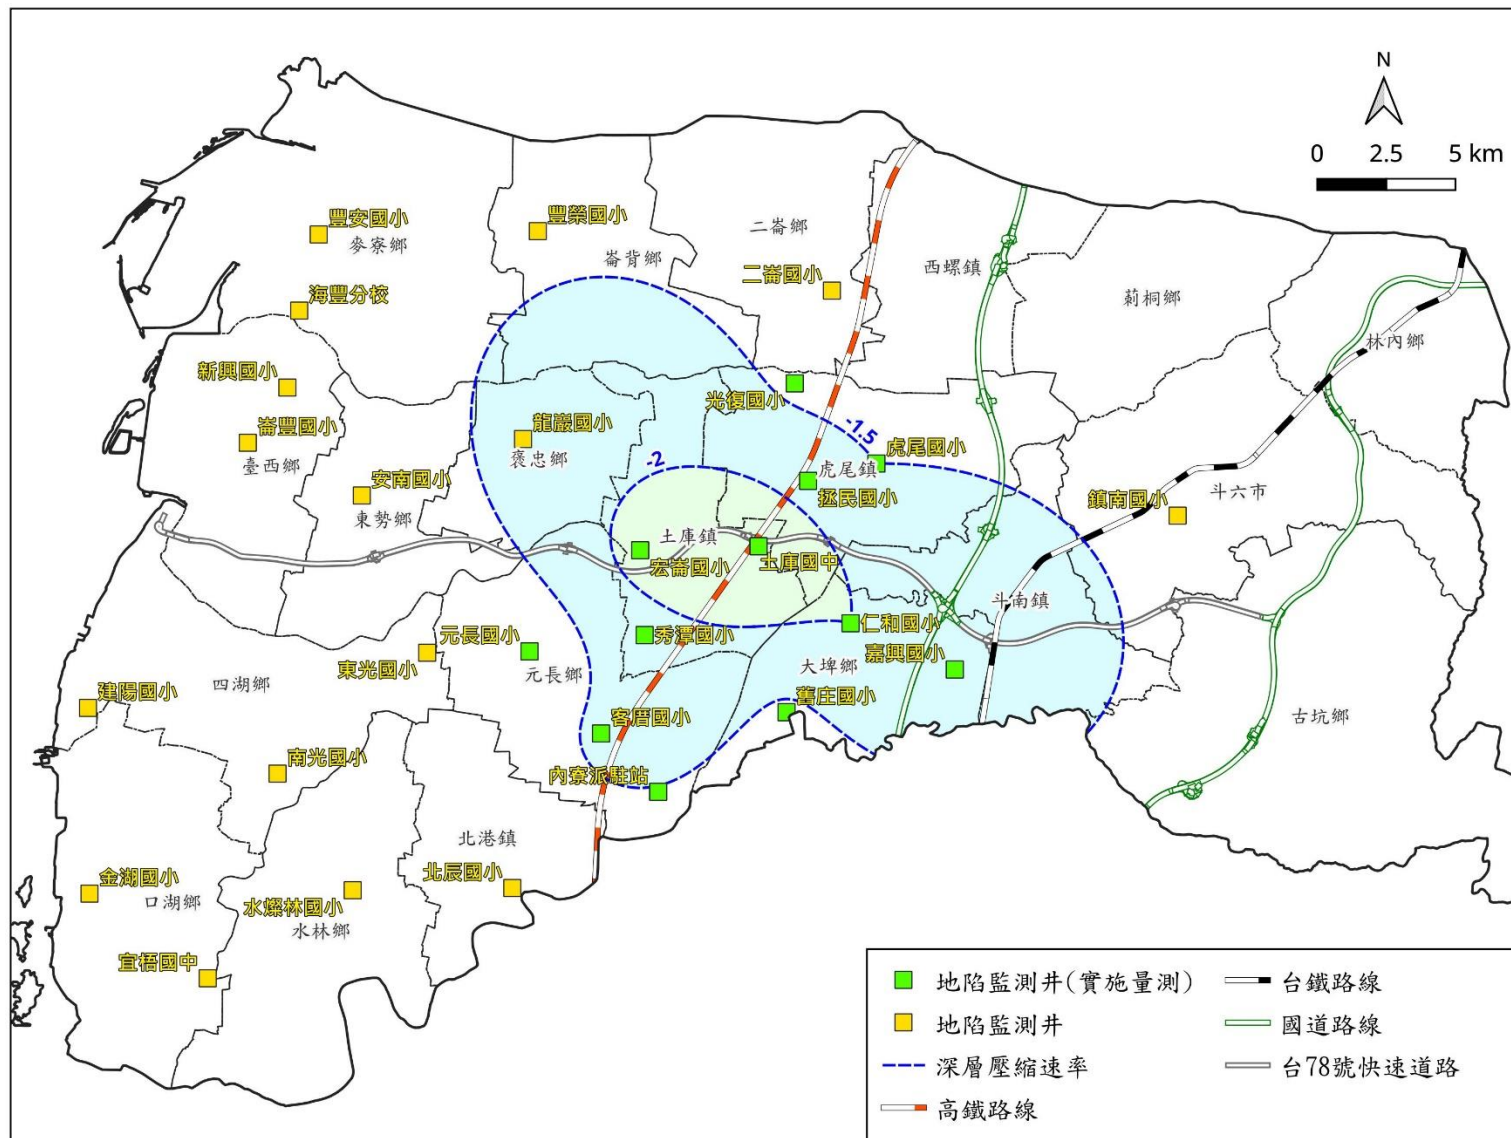 N
0 2.5 5 km
豐安國小
麥寮鄉
豐榮國小
崙背鄉
二崙鄉
二崙國小
西螺鎮
莿桐鄉
林內鄉
海豐分校
新興國小
崙豐國小
臺西鄉
安南國小
東勢鄉
龍巖國小
褒忠鄉
光復國小
-1.5
虎尾國小
虎尾鎮
拯民國小
-2
土庫鎮
宏崙國小
土庫國中
鎮南國小
斗六市
斗南鎮
仁和國小
嘉興國小
大埤鄉
舊庄國小
秀潭國小
元長國小
元長鄉
東光國小
四湖鄉
建陽國小
南光國小
客厝國小
內寮派駐站
古坑鄉
北港鎮
北辰國小
金湖國小
口湖鄉
水燦林國小
水林鄉
宜梧國中
地陷監測井(實施量測)
地陷監測井
深層壓縮速率
高鐵路線
台鐵路線
國道路線
台78號快速道路